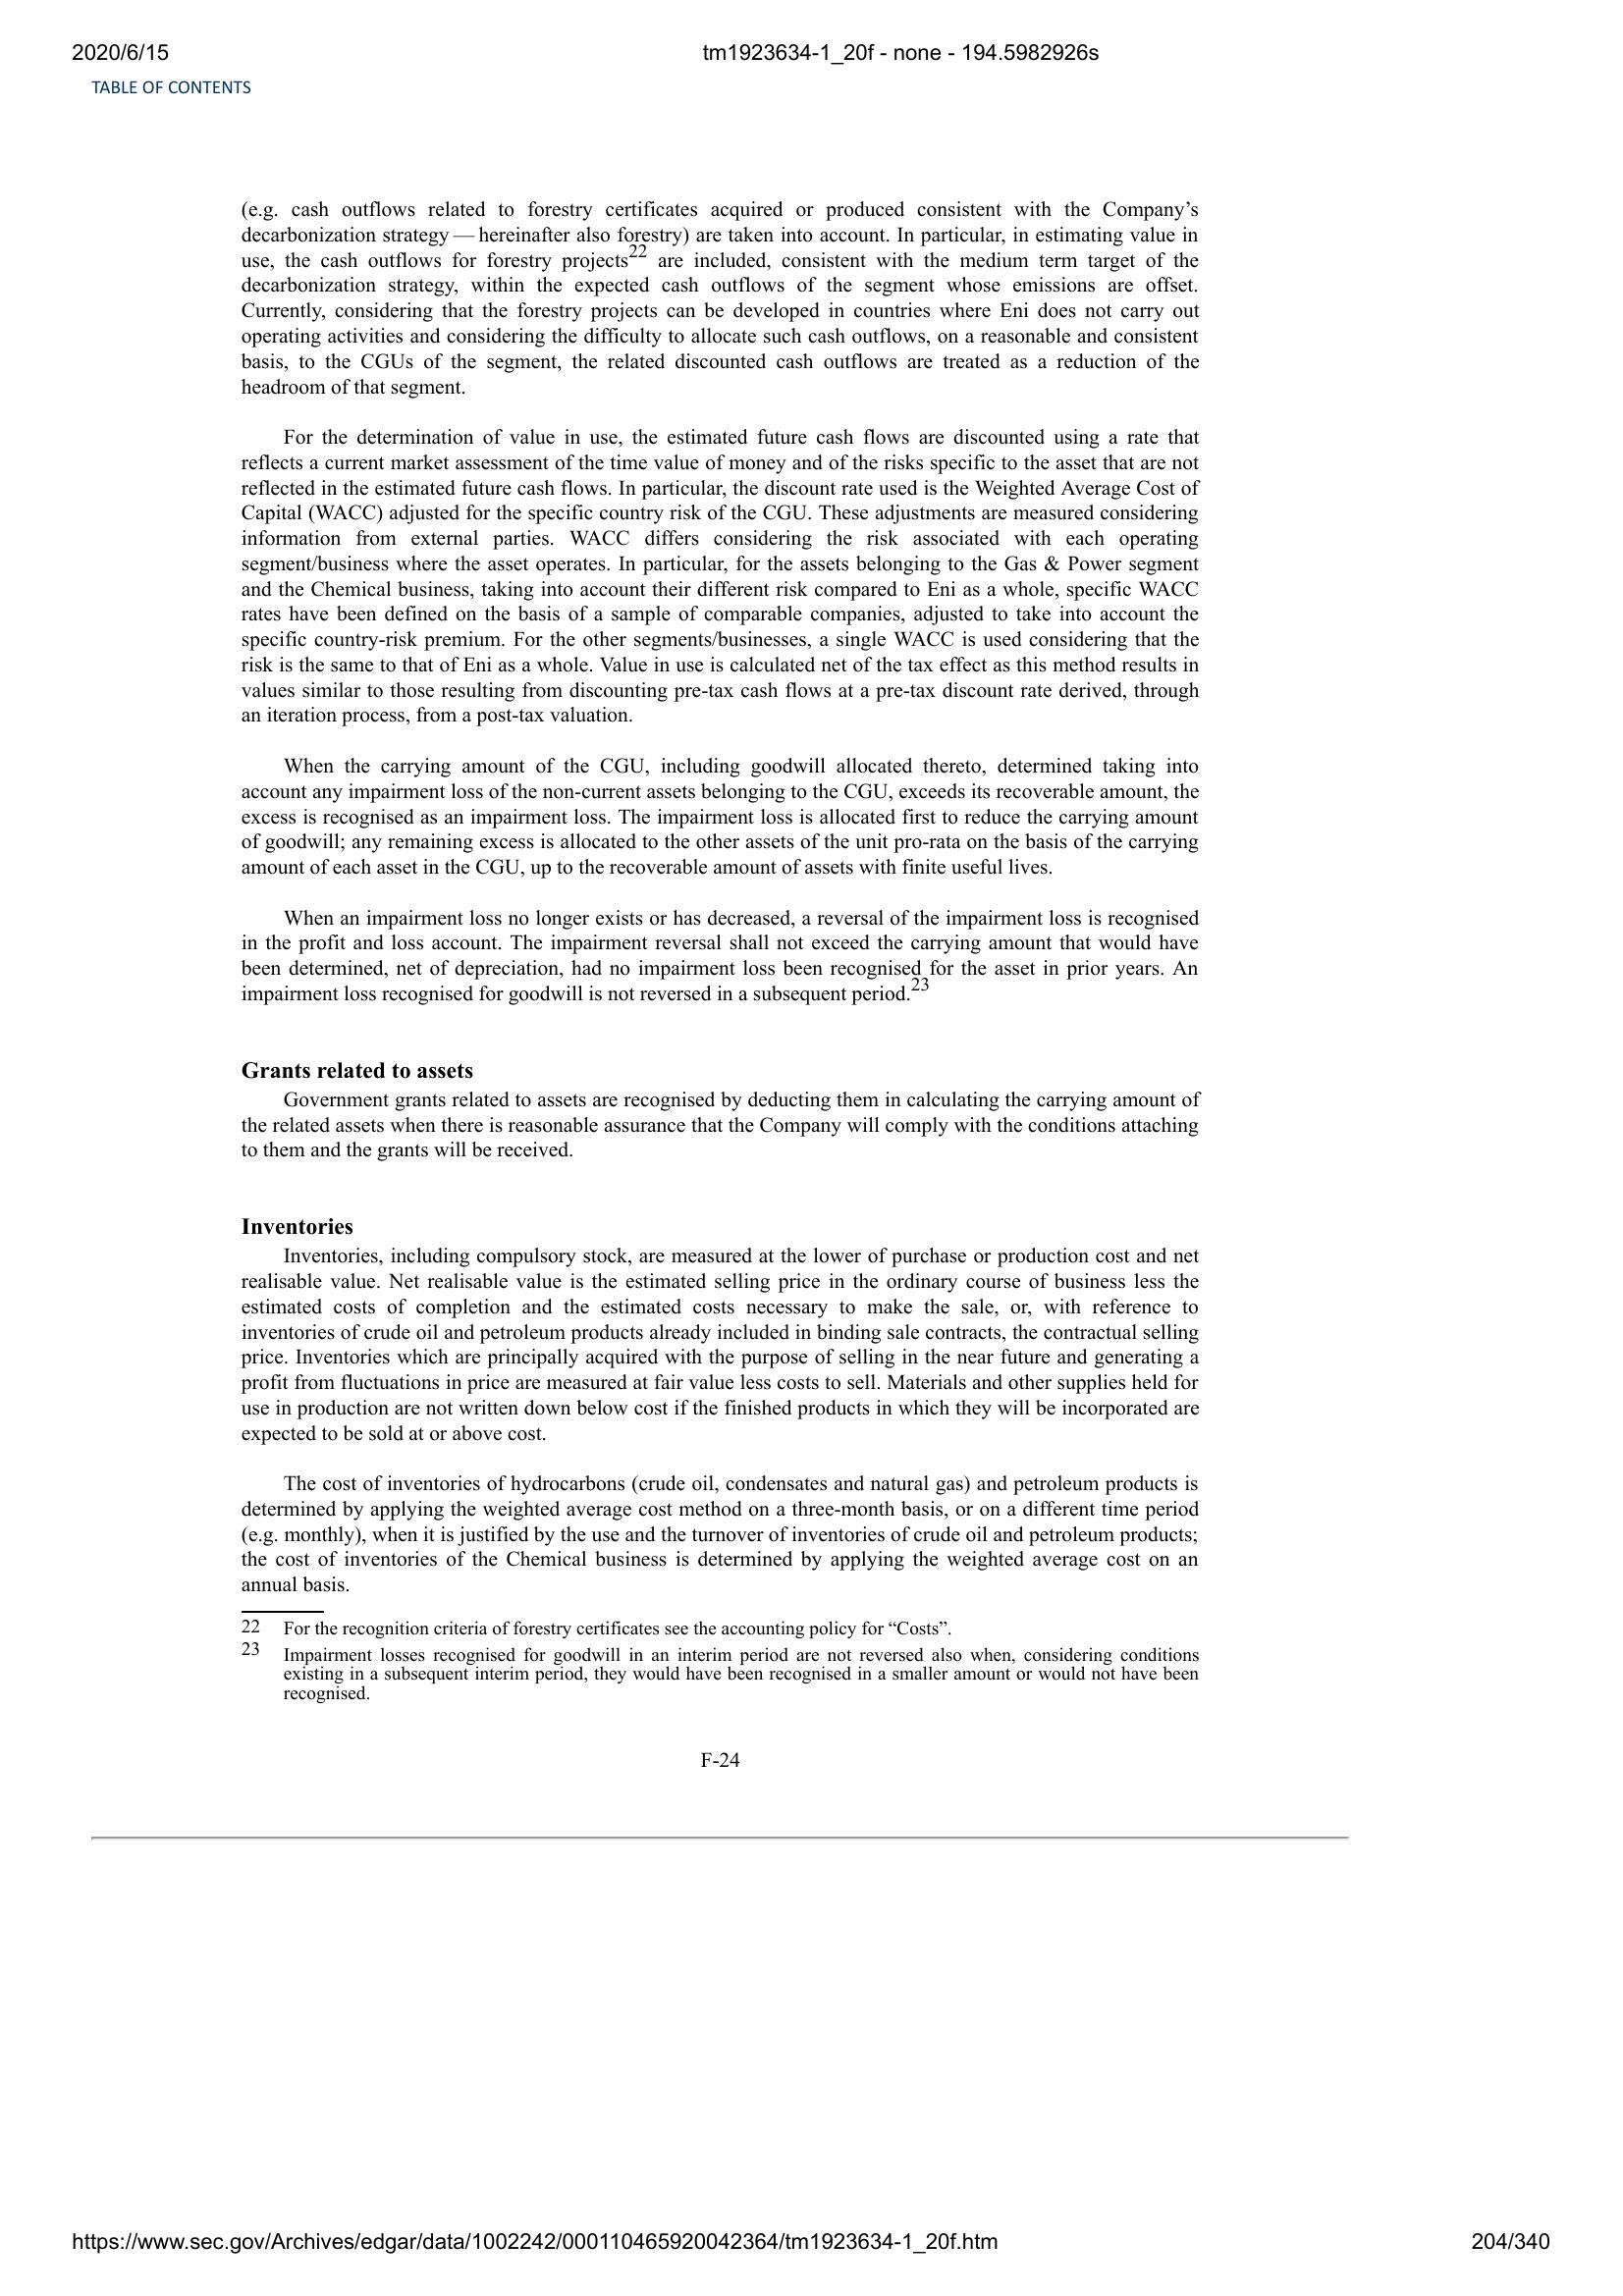 2020/6/15
tm1923634-1_20f - none - 194.5982926s
TABLE OF CONTENTS
(e.g. cash outflows related to forestry certificates acquired or produced consistent with the Company’s
decarbonization strategy — hereinafter also forestry) are taken into account. In particular, in estimating value in
use, the cash outflows for forestry projects22 are included, consistent with the medium term target of the
decarbonization strategy, within the expected cash outflows of the segment whose emissions are offset.
Currently, considering that the forestry projects can be developed in countries where Eni does not carry out
operating activities and considering the difficulty to allocate such cash outflows, on a reasonable and consistent
basis, to the CGUs of the segment, the related discounted cash outflows are treated as a reduction of the
headroom of that segment.
For the determination of value in use, the estimated future cash flows are discounted using a rate that
reflects a current market assessment of the time value of money and of the risks specific to the asset that are not
reflected in the estimated future cash flows. In particular, the discount rate used is the Weighted Average Cost of
Capital (WACC) adjusted for the specific country risk of the CGU. These adjustments are measured considering
information from external parties. WACC differs considering the risk associated with each operating
segment/business where the asset operates. In particular, for the assets belonging to the Gas & Power segment
and the Chemical business, taking into account their different risk compared to Eni as a whole, specific WACC
rates have been defined on the basis of a sample of comparable companies, adjusted to take into account the
specific country-risk premium. For the other segments/businesses, a single WACC is used considering that the
risk is the same to that of Eni as a whole. Value in use is calculated net of the tax effect as this method results in
values similar to those resulting from discounting pre-tax cash flows at a pre-tax discount rate derived, through
an iteration process, from a post-tax valuation.
When the carrying amount of the CGU, including goodwill allocated thereto, determined taking into
account any impairment loss of the non-current assets belonging to the CGU, exceeds its recoverable amount, the
excess is recognised as an impairment loss. The impairment loss is allocated first to reduce the carrying amount
of goodwill; any remaining excess is allocated to the other assets of the unit pro-rata on the basis of the carrying
amount of each asset in the CGU, up to the recoverable amount of assets with finite useful lives.
When an impairment loss no longer exists or has decreased, a reversal of the impairment loss is recognised
in the profit and loss account. The impairment reversal shall not exceed the carrying amount that would have
been determined, net of depreciation, had no impairment loss been recognised for the asset in prior years. An
impairment loss recognised for goodwill is not reversed in a subsequent period.23
Grants related to assets
Government grants related to assets are recognised by deducting them in calculating the carrying amount of
the related assets when there is reasonable assurance that the Company will comply with the conditions attaching
to them and the grants will be received.
Inventories
Inventories, including compulsory stock, are measured at the lower of purchase or production cost and net
realisable value. Net realisable value is the estimated selling price in the ordinary course of business less the
estimated costs of completion and the estimated costs necessary to make the sale, or, with reference to
inventories of crude oil and petroleum products already included in binding sale contracts, the contractual selling
price. Inventories which are principally acquired with the purpose of selling in the near future and generating a
profit from fluctuations in price are measured at fair value less costs to sell. Materials and other supplies held for
use in production are not written down below cost if the finished products in which they will be incorporated are
expected to be sold at or above cost.
The cost of inventories of hydrocarbons (crude oil, condensates and natural gas) and petroleum products is
determined by applying the weighted average cost method on a three-month basis, or on a different time period
(e.g. monthly), when it is justified by the use and the turnover of inventories of crude oil and petroleum products;
the cost of inventories of the Chemical business is determined by applying the weighted average cost on an
annual basis.
22 For the recognition criteria of forestry certificates see the accounting policy for “Costs”.
23 Impairment losses recognised for goodwill in an interim period are not reversed also when, considering conditions
existing in a subsequent interim period, they would have been recognised in a smaller amount or would not have been
recognised.
F-24
https://www.sec.gov/Archives/edgar/data/1002242/000110465920042364/tm1923634-1_20f.htm
204/340